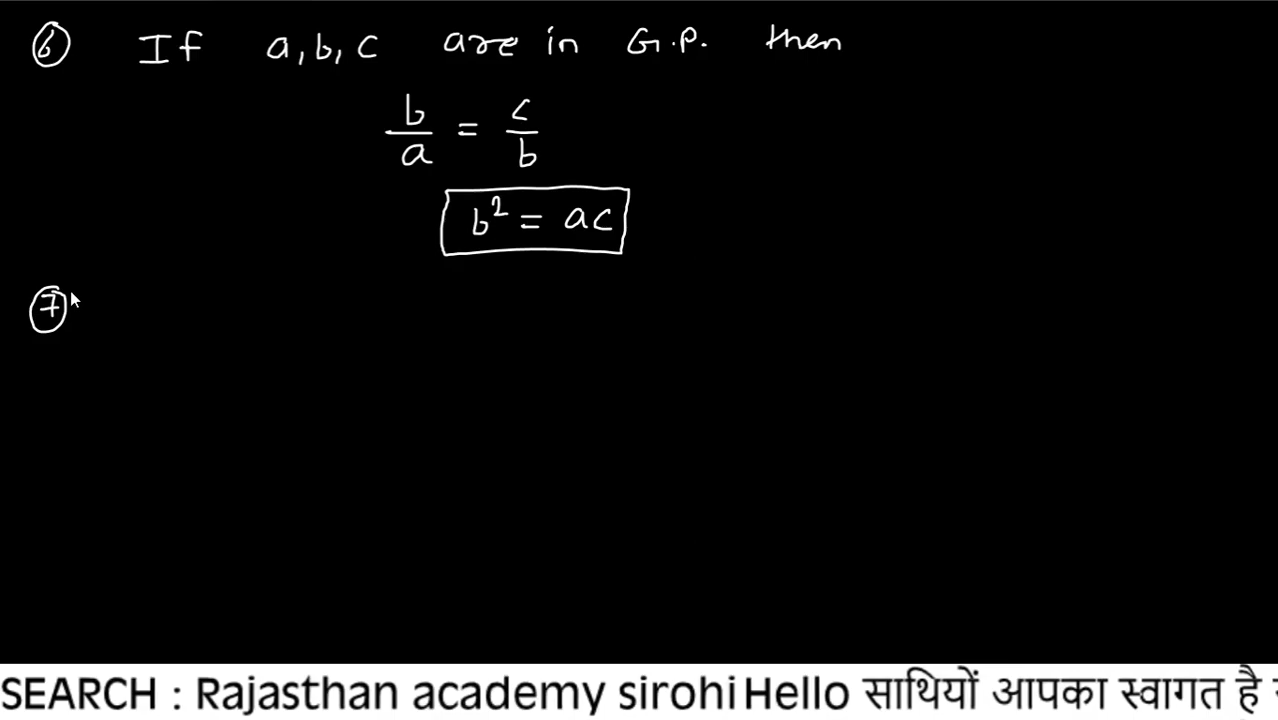 6 If a, b, c are in G.P. then
b/a = c/b
b² = ac
7
SEARCH : Rajasthan academy sirohi Hello साथियों आपका स्वागत है